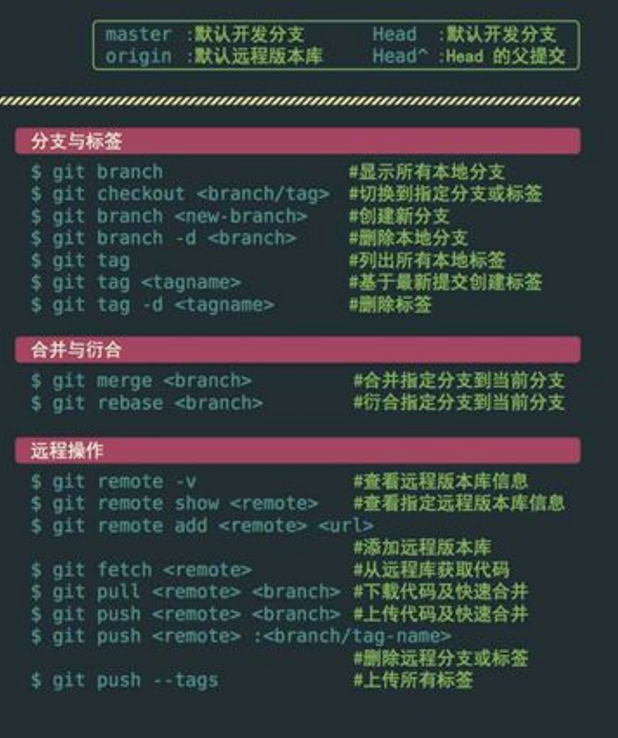 master :默认开发分支 Head :默认开发分支
origin :默认远程版本库 Head^ :Head 的父提交
分支与标签
$ git branch #显示所有本地分支
$ git checkout <branch/tag> #切换到指定分支或标签
$ git branch <new-branch> #创建新分支
$ git branch -d <branch> #删除本地分支
$ git tag #列出所有本地标签
$ git tag <tagname> #基于最新提交创建标签
$ git tag -d <tagname> #删除标签
合并与衍合
$ git merge <branch> #合并指定分支到当前分支
$ git rebase <branch> #衍合指定分支到当前分支
远程操作
$ git remote -v #查看远程版本库信息
$ git remote show <remote> #查看指定远程版本库信息
$ git remote add <remote> <url>
#添加远程版本库
$ git fetch <remote> #从远程库获取代码
$ git pull <remote> <branch> #下载代码及快速合并
$ git push <remote> <branch> #上传代码及快速合并
$ git push <remote> :<branch/tag-name>
#删除远程分支或标签
$ git push --tags #上传所有标签